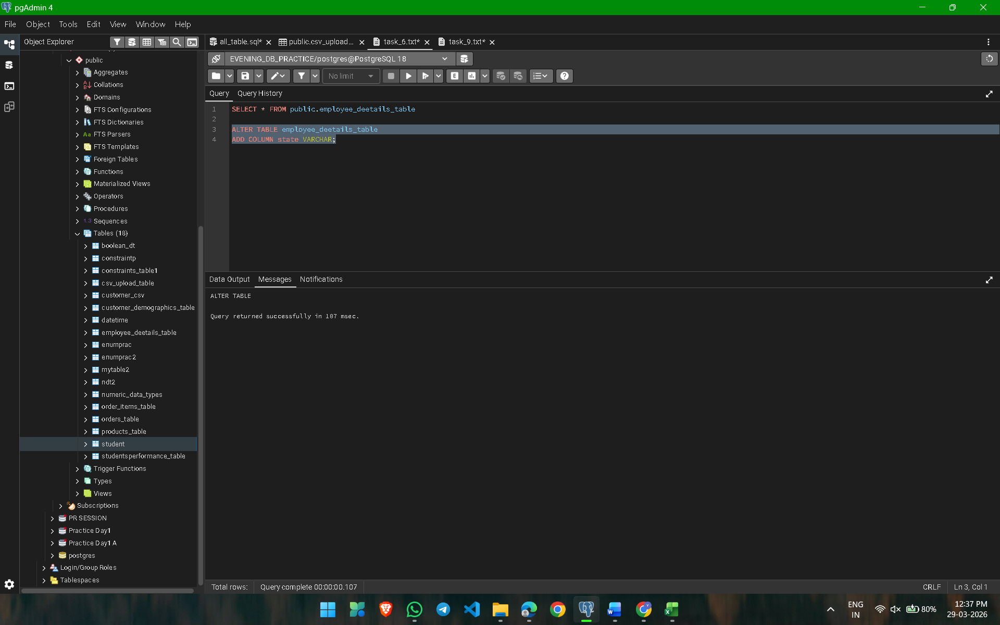 pgAdmin 4
File Object Tools Edit View Window Help
Object Explorer
all_table.sql* public.csv_upload... task_6.txt* task_9.txt*
EVENING_DB_PRACTICE/postgres@PostgreSQL 18
No limit
E
Query Query History
1 SELECT * FROM public.employee_deetails_table
2
3 ALTER TABLE employee_deetails_table
4 ADD COLUMN state VARCHAR;
public
Aggregates
Collations
Domains
FTS Configurations
FTS Dictionaries
Aa FTS Parsers
FTS Templates
Foreign Tables
Functions
Materialized Views
Operators
Procedures
1..3 Sequences
Tables (18)
boolean_dt
constraintp
constraints_table1
csv_upload_table
customer_csv
customer_demographics_table
datetime
employee_deetails_table
enumprac
enumprac2
mytable2
ndt2
numeric_data_types
order_items_table
orders_table
products_table
student
studentsperformance_table
Trigger Functions
Types
Views
Subscriptions
PR SESSION
Practice Day1
Practice Day1 A
postgres
Login/Group Roles
Tablespaces
Data Output Messages Notifications
ALTER TABLE
Query returned successfully in 107 msec.
Total rows: Query complete 00:00:00.107 CRLF Ln 3, Col 1
ENG
IN
80%
12:37 PM
29-03-2026